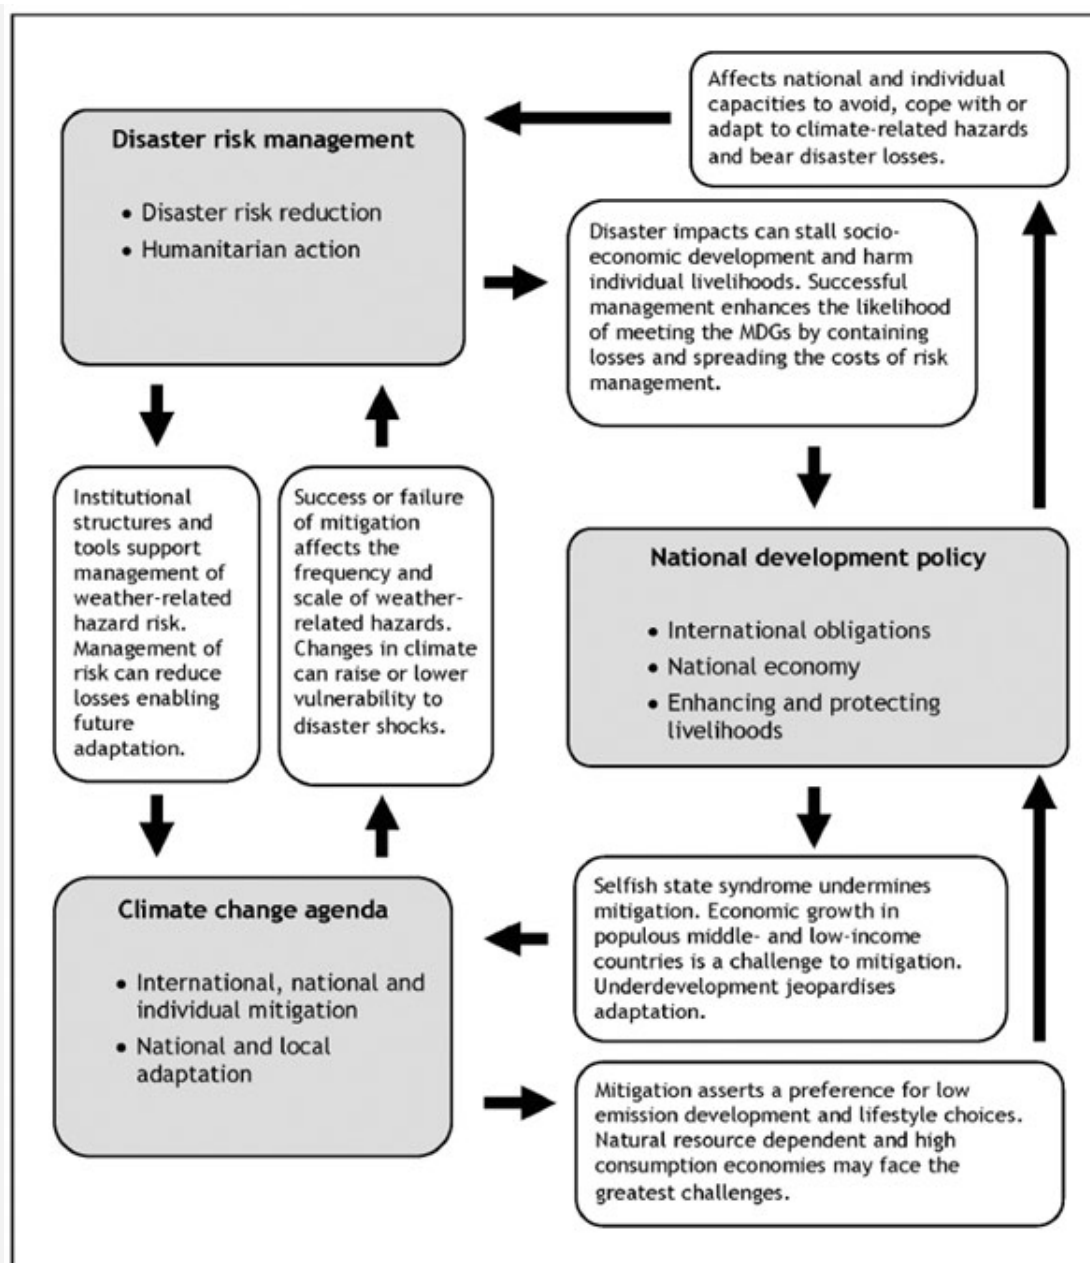 Affects national and individual
capacities to avoid, cope with or
adapt to climate-related hazards
and bear disaster losses.
Disaster risk management
• Disaster risk reduction
• Humanitarian action
Disaster impacts can stall socio-
economic development and harm
individual livelihoods. Successful
management enhances the likelihood
of meeting the MDGs by containing
losses and spreading the costs of risk
management.
Institutional
structures and
tools support
management of
weather-related
hazard risk.
Management of
risk can reduce
losses enabling
future
adaptation.
Success or failure
of mitigation
affects the
frequency and
scale of weather-
related hazards.
Changes in climate
can raise or lower
vulnerability to
disaster shocks.
National development policy
• International obligations
• National economy
• Enhancing and protecting
livelihoods
Climate change agenda
• International, national and
individual mitigation
• National and local
adaptation
Selfish state syndrome undermines
mitigation. Economic growth in
populous middle- and low-income
countries is a challenge to mitigation.
Underdevelopment jeopardises
adaptation.
Mitigation asserts a preference for low
emission development and lifestyle choices.
Natural resource dependent and high
consumption economies may face the
greatest challenges.